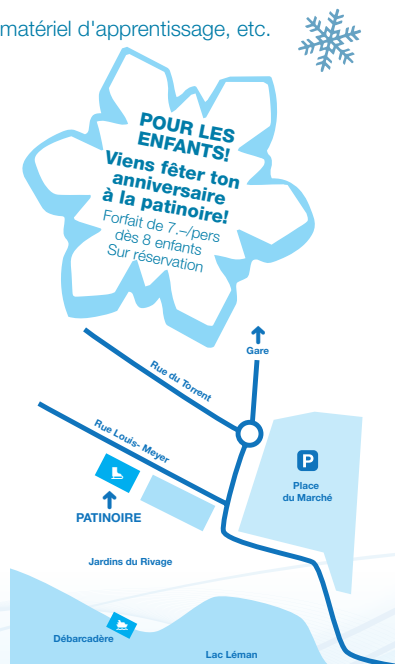 matériel d'apprentissage, etc.
POUR LES
ENFANTS!
Viens fêter ton
anniversaire
à la patinoire!
Forfait de 7.–/pers
dès 8 enfants
Sur réservation
Gare
Rue du Torrent
Rue Louis- Meyer
P
Place
du Marché
PATINOIRE
Jardins du Rivage
Débarcadère
Lac Léman